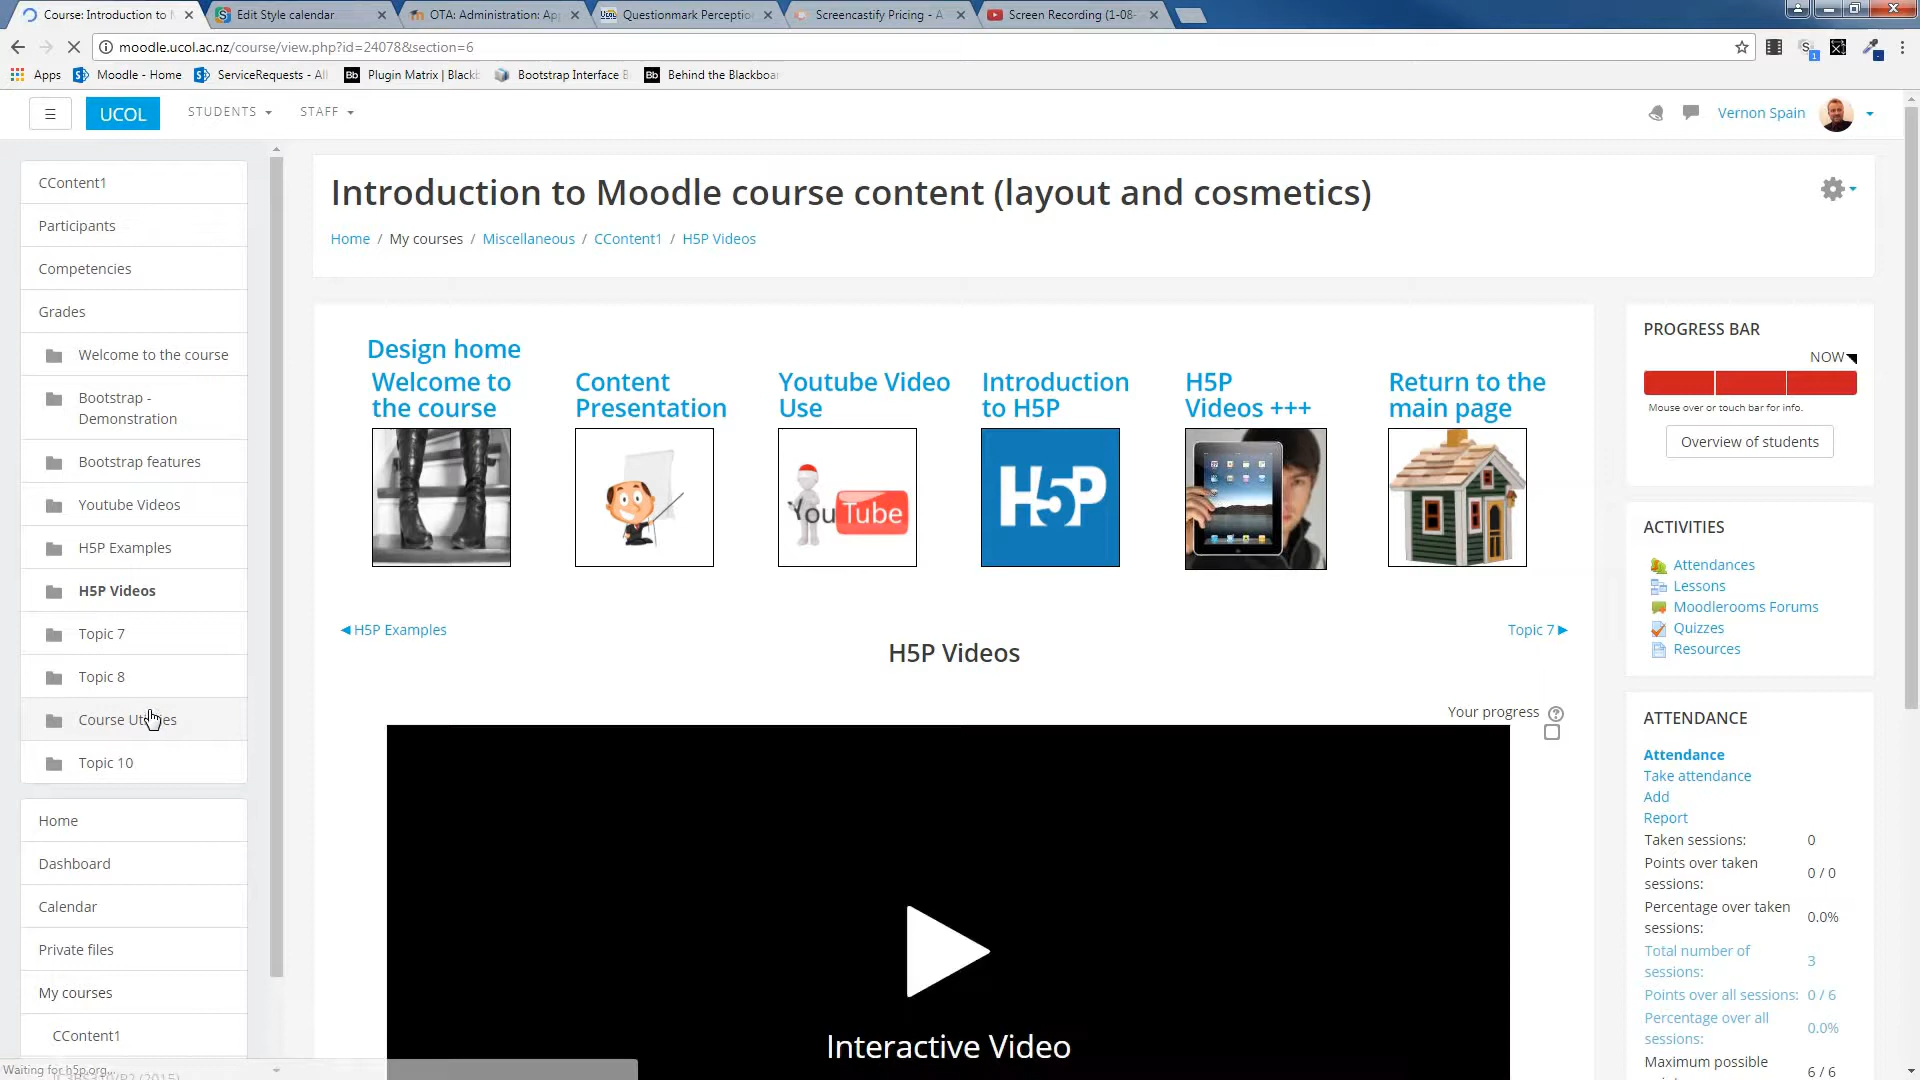 Course: Introduction to M
Edit Style calendar
OTA: Administration: Ap
Questionmark Perceptio
Screencastify Pricing - A
Screen Recording (1-08-
moodle.ucol.ac.nz/course/view.php?id=24078&section=6
Apps
Moodle - Home
ServiceRequests - All
Bb Plugin Matrix | Blackb
Bootstrap Interface B
Bb Behind the Blackboa
UCOL
STUDENTS
STAFF
Vernon Spain
CContent1
Participants
Competencies
Grades
Welcome to the course
Bootstrap -
Demonstration
Bootstrap features
Youtube Videos
H5P Examples
H5P Videos
Topic 7
Topic 8
Course
Topic 10
Home
Dashboard
Calendar
Private files
My courses
CContent1
Waiting for h5p.org...
Introduction to Moodle course content (layout and cosmetics)
Home / My courses / Miscellaneous / CContent1 / H5P Videos
Design home
Welcome to
the course
Content
Presentation
Youtube Video
Use
Introduction
to H5P
H5P
Videos +++
Return to the
main page
You Tube
H5P
◀ H5P Examples
Topic 7 ▶
H5P Videos
Your progress
Interactive Video
PROGRESS BAR
NOW
Mouse over or touch bar for info.
Overview of students
ACTIVITIES
Attendances
Lessons
Moodlerooms Forums
Quizzes
Resources
ATTENDANCE
Attendance
Take attendance
Add
Report
Taken sessions: 0
Points over taken
sessions: 0 / 0
Percentage over taken
sessions: 0.0%
Total number of
sessions: 3
Points over all sessions: 0 / 6
Percentage over all
sessions: 0.0%
Maximum possible
6 / 6